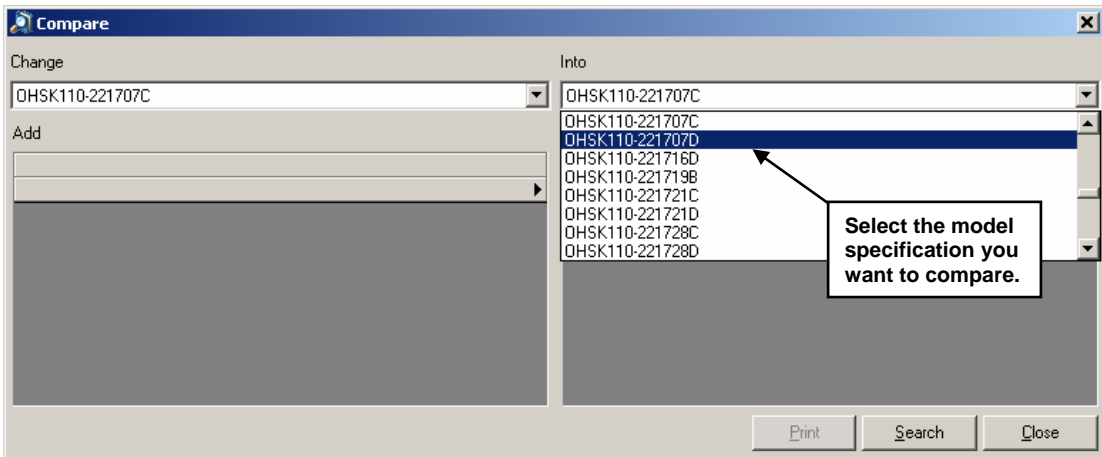 Compare
Change
Into
OHSK110-221707C
OHSK110-221707C
Add
OHSK110-221707C
OHSK110-221707D
OHSK110-221716D
OHSK110-221719B
OHSK110-221721C
OHSK110-221721D
OHSK110-221728C
OHSK110-221728D
Select the model
specification you
want to compare.
Print
Search
Close